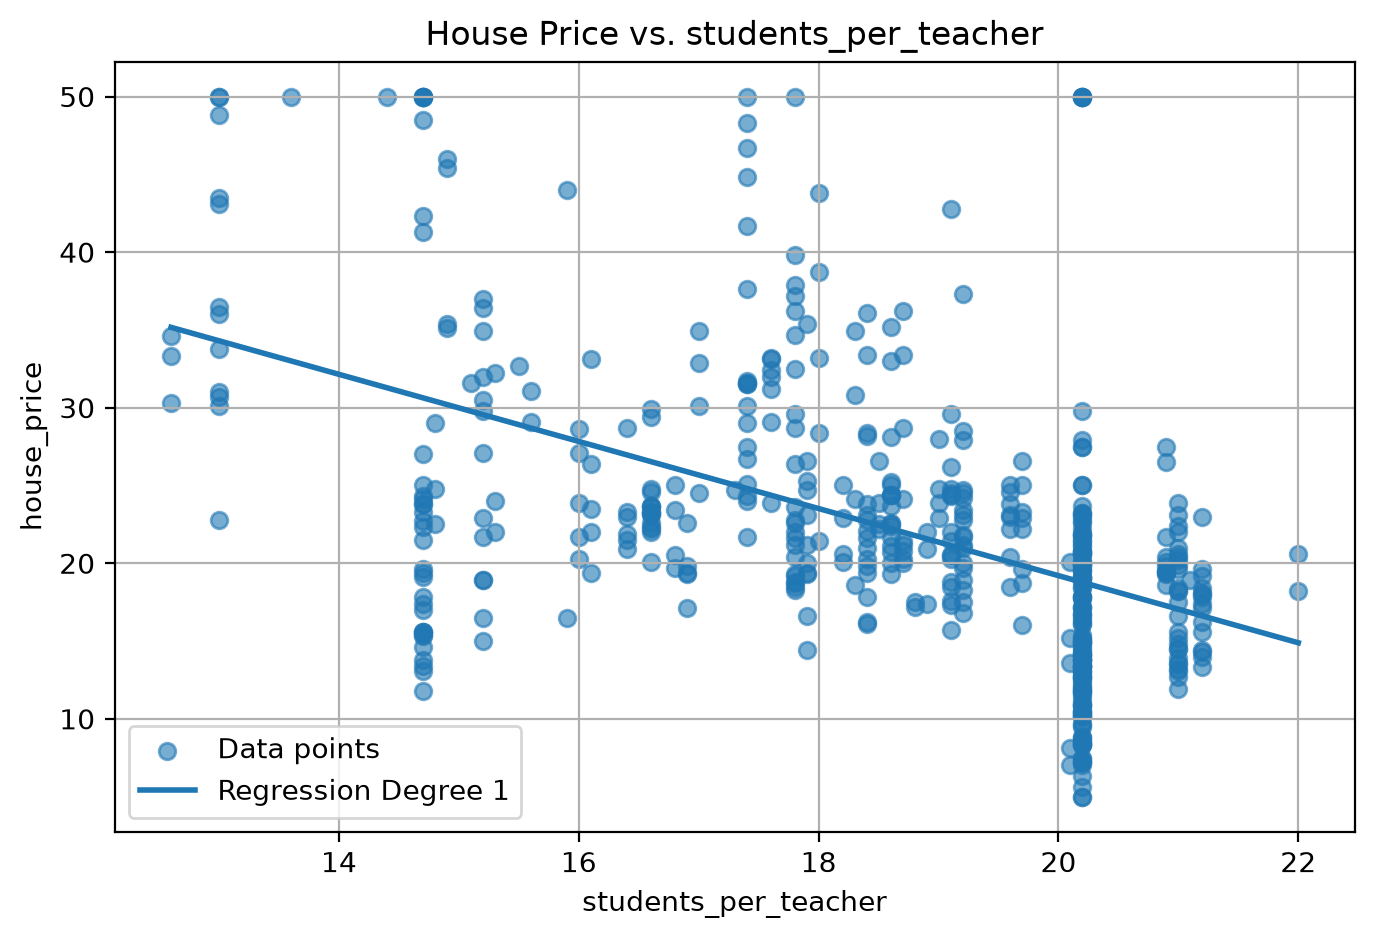 House Price vs. students_per_teacher
50
40
30
20
10
house_price
Data points
Regression Degree 1
14 16 18 20 22
students_per_teacher